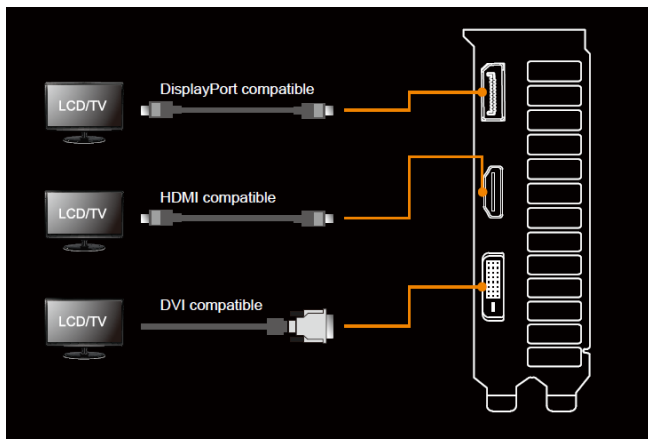 DisplayPort compatible
LCD/TV
HDMI compatible
LCD/TV
DVI compatible
LCD/TV